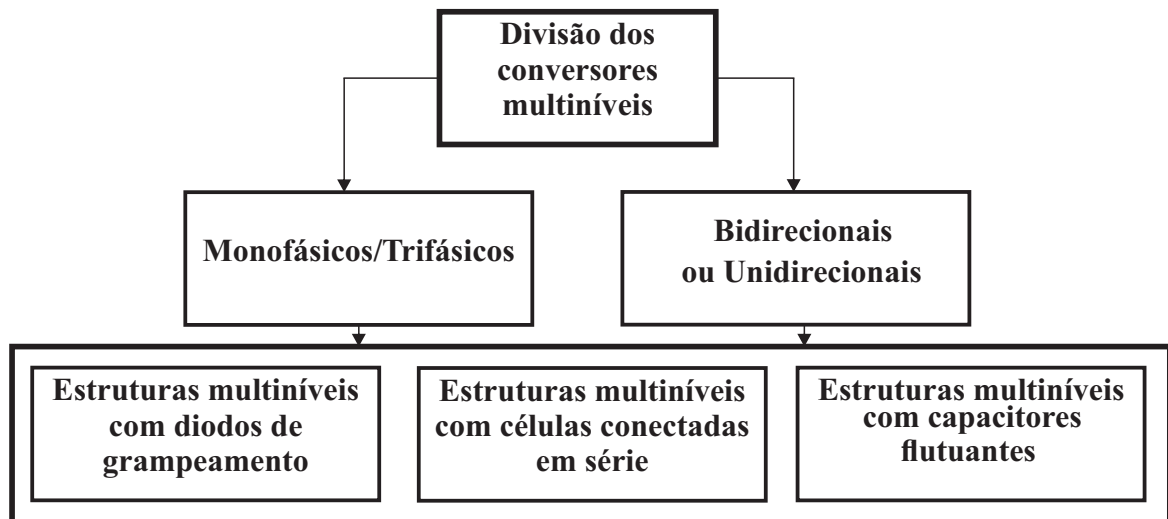 Divisão dos
conversores
multiníveis
Monofásicos/Trifásicos
Bidirecionais
ou Unidirecionais
Estruturas multiníveis
com diodos de
grampeamento
Estruturas multiníveis
com células conectadas
em série
Estruturas multiníveis
com capacitores
flutuantes